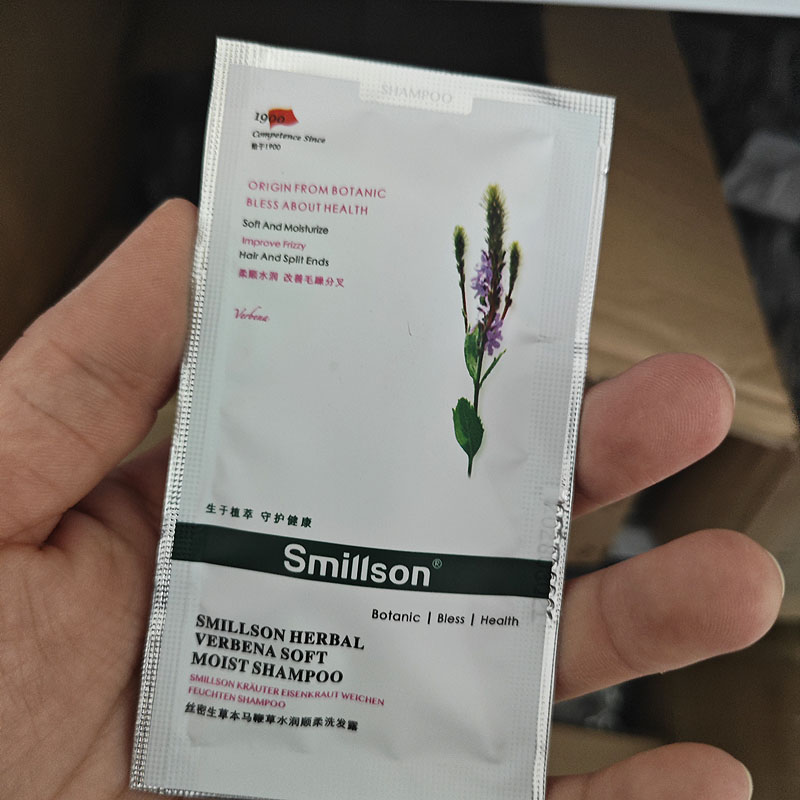 SHAMPOO
1900
Competence Since
始于1900
ORIGIN FROM BOTANIC
BLESS ABOUT HEALTH
Soft And Moisturize
Improve Frizzy
Hair And Split Ends
柔顺水润 改善毛躁分叉
Verbena
生于植萃 守护健康
Smillson®
Botanic | Bless | Health
SMILLSON HERBAL
VERBENA SOFT
MOIST SHAMPOO
SMILLSON KRÄUTER EISENKRAUT WEICHEN
FEUCHTEN SHAMPOO
丝密生草本马鞭草水润顺柔洗发露